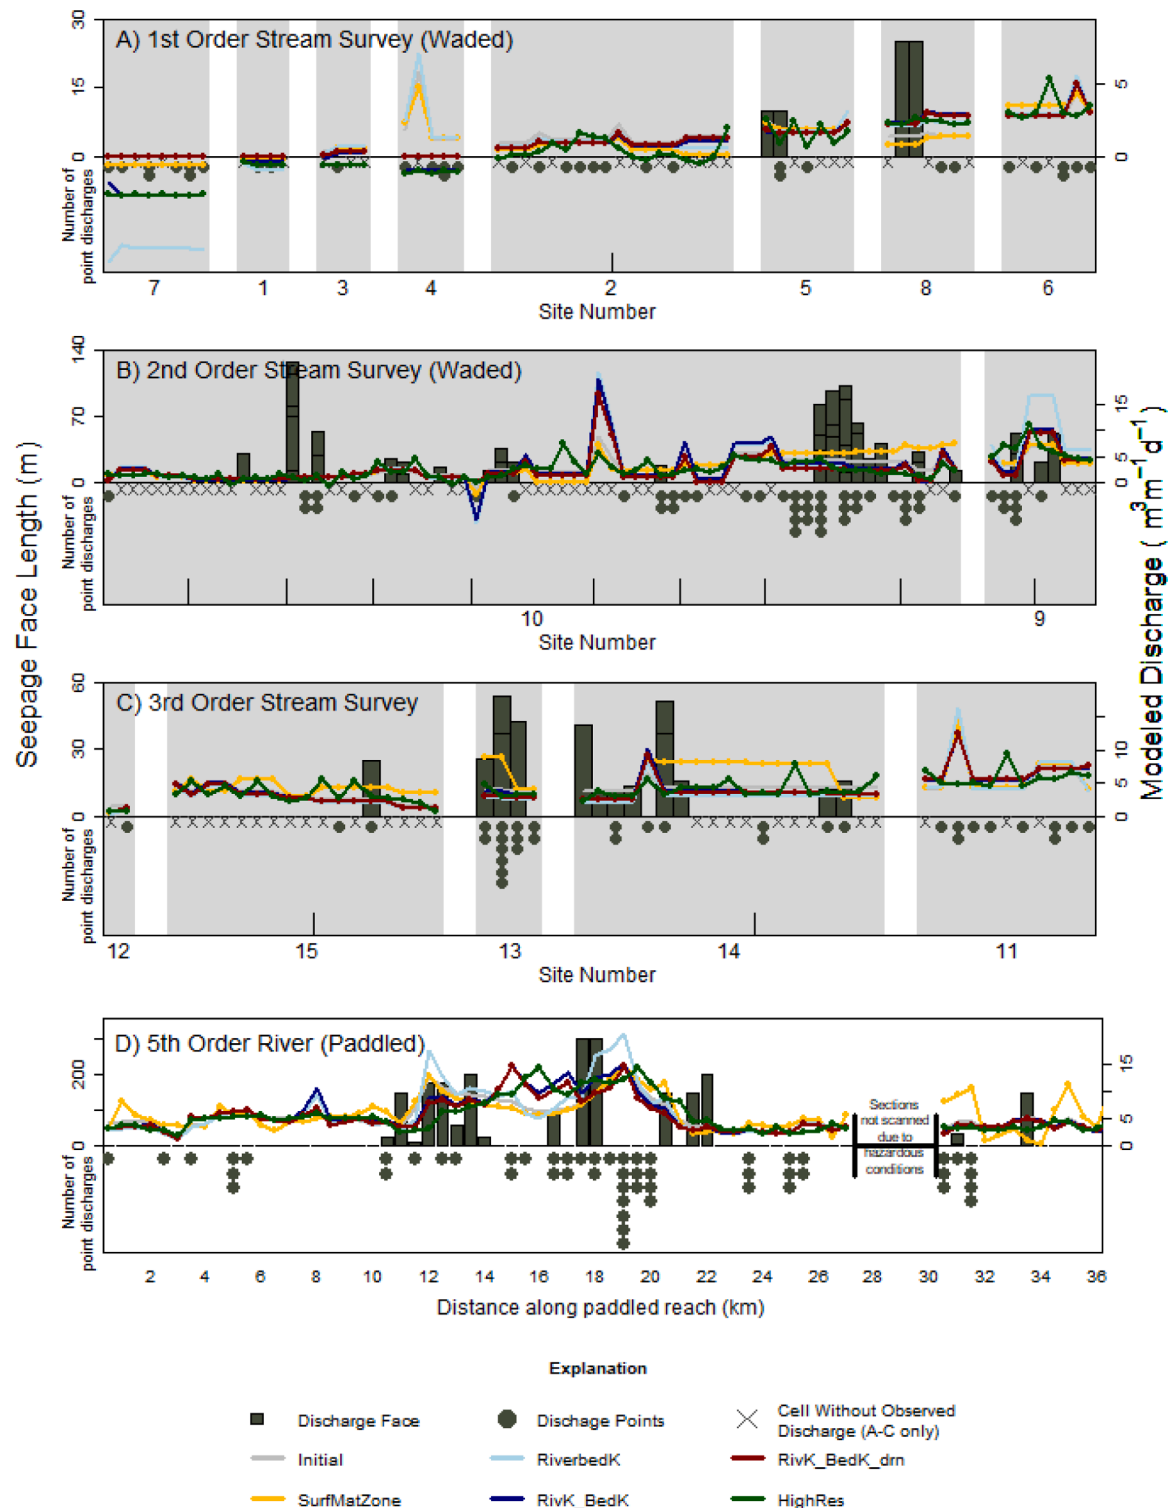 A) 1st Order Stream Survey (Waded)
30
15
0
5
0
Number of
point discharges
7 1 3 4 2 5 8 6
Site Number
B) 2nd Order Stream Survey (Waded)
140
70
0
15
10
5
0
Number of
point discharges
10 9
Site Number
Seepage Face Length (m)
Modeled Discharge ( m³m⁻¹d⁻¹)
C) 3rd Order Stream Survey
60
30
0
15
10
5
0
Number of
point discharges
12 15 13 14 11
Site Number
D) 5th Order River (Paddled)
200
0
15
10
5
0
Sections
not scanned
due to
hazardous
conditions
Number of
point discharges
2 4 6 8 10 12 14 16 18 20 22 24 26 28 30 32 34 36
Distance along paddled reach (km)
Explanation
Discharge Face
Dischage Points
Cell Without Observed
Discharge (A-C only)
Initial
RiverbedK
RivK_BedK_drn
SurfMatZone
RivK_BedK
HighRes